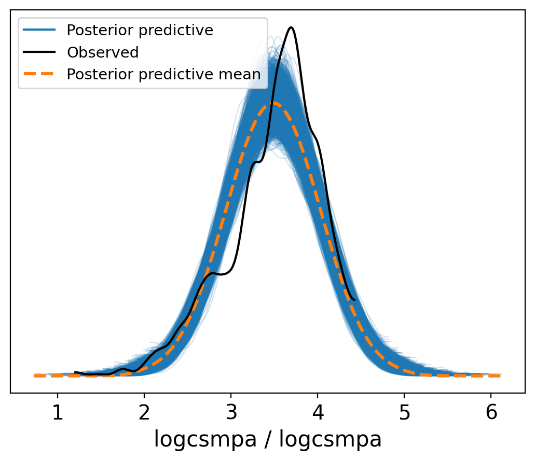 Posterior predictive
Observed
Posterior predictive mean
1 2 3 4 5 6
logcsmpa / logcsmpa